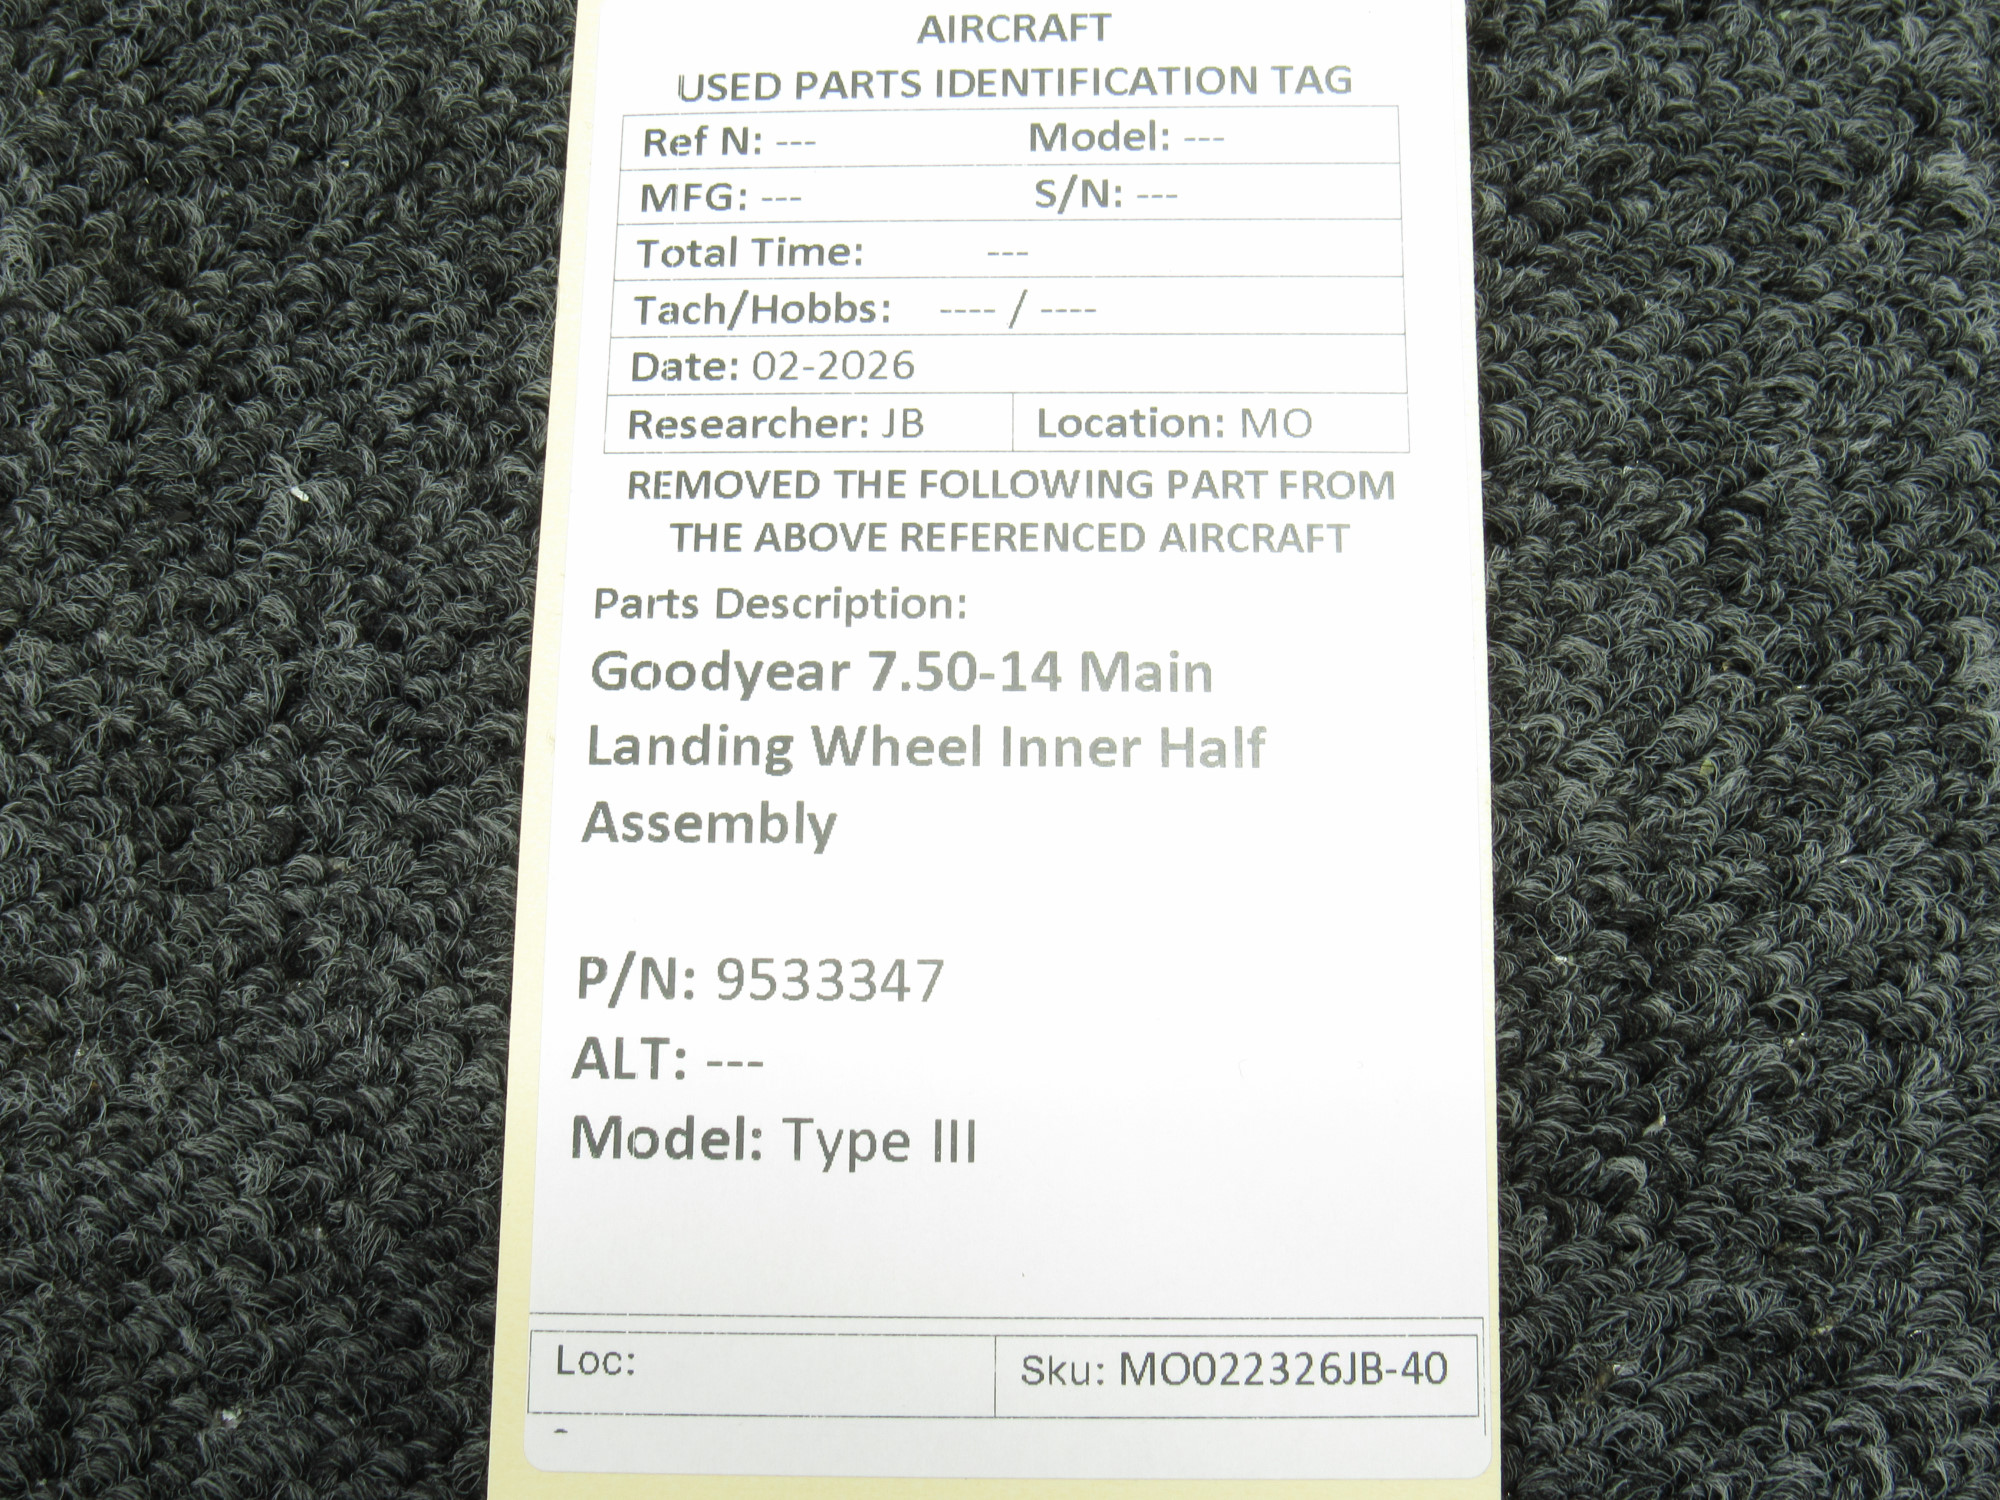 AIRCRAFT
USED PARTS IDENTIFICATION TAG
Ref N: --- Model: ---
MFG: --- S/N: ---
Total Time: ---
Tach/Hobbs: ---- / ----
Date: 02-2026
Researcher: JB Location: MO
REMOVED THE FOLLOWING PART FROM
THE ABOVE REFERENCED AIRCRAFT
Parts Description:
Goodyear 7.50-14 Main
Landing Wheel Inner Half
Assembly
P/N: 9533347
ALT: ---
Model: Type III
Loc: Sku: MO022326JB-40